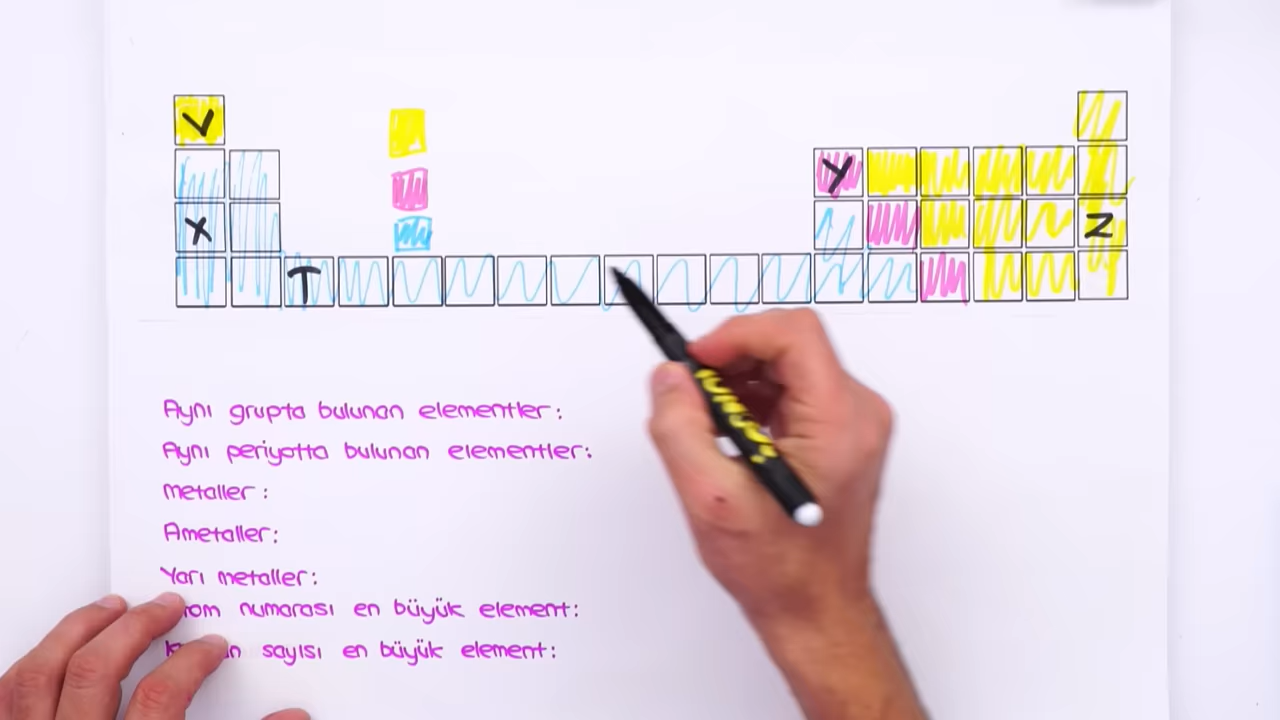 V
Y
X Z
T
Aynı grupta bulunan elementler:
Aynı periyotta bulunan elementler:
Metaller:
Ametaller:
Yarı metaller:
numarası en büyük element:
sayısı en büyük element: